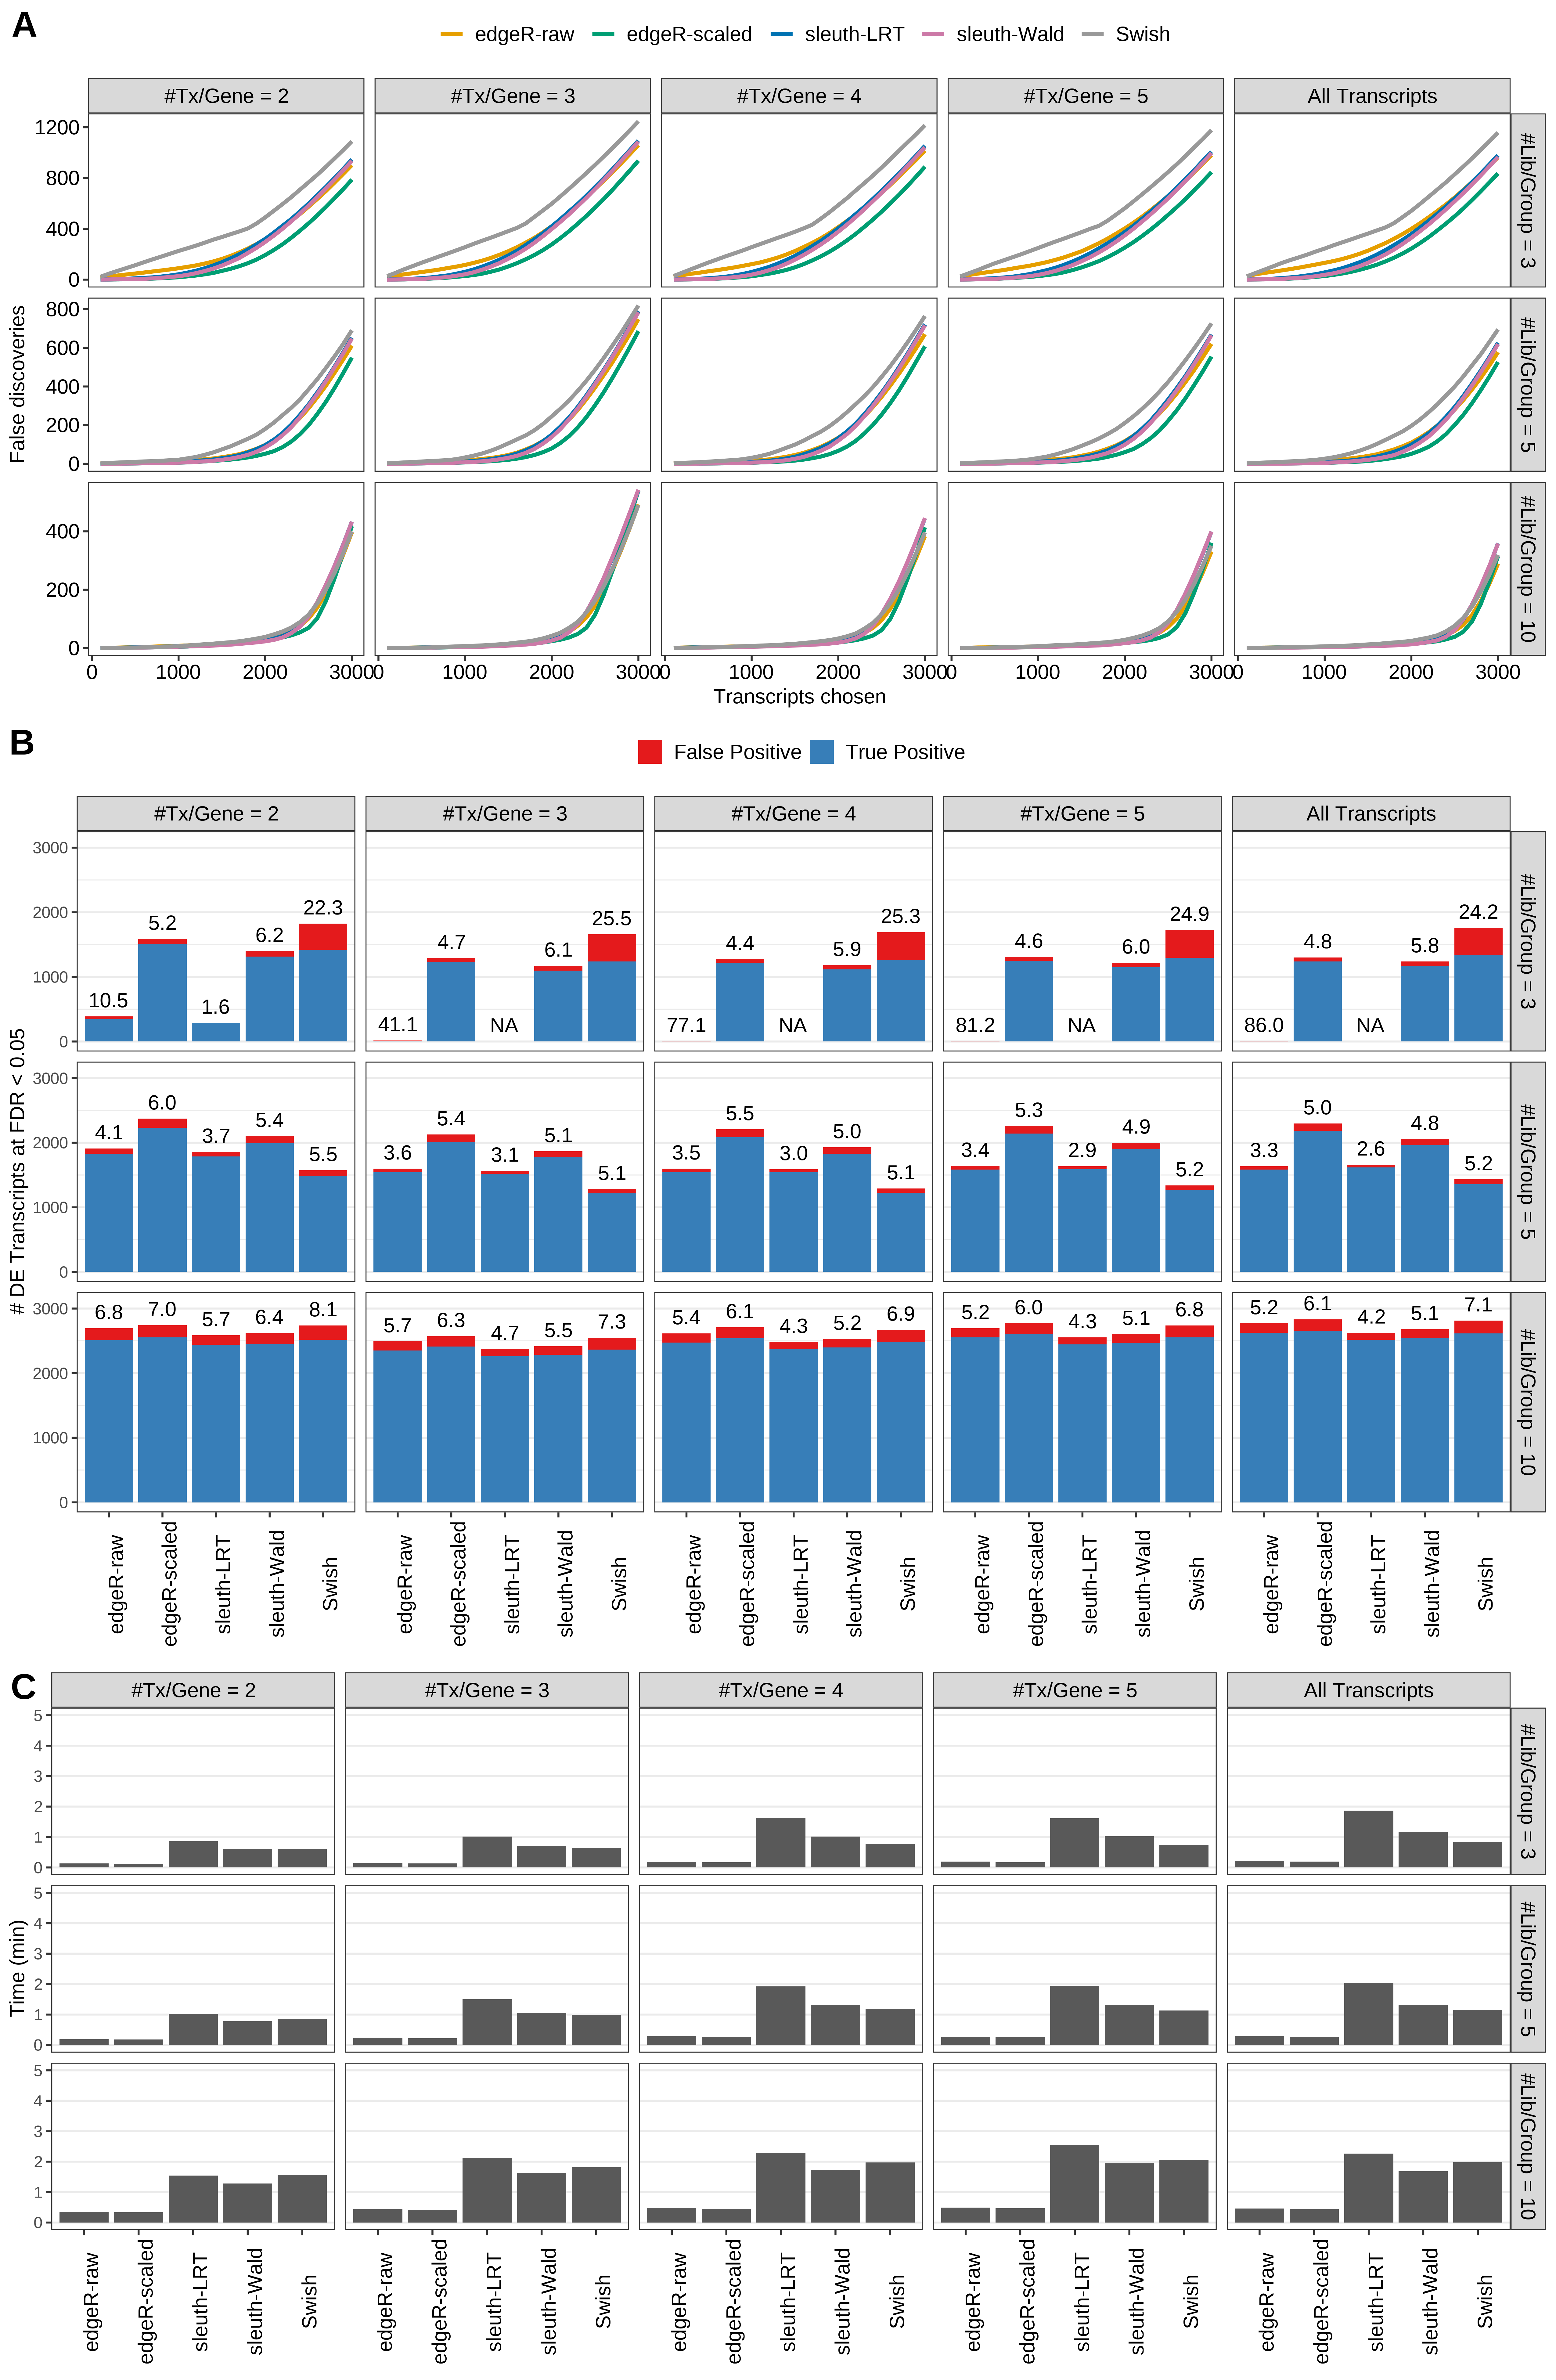 A
edgeR-raw edgeR-scaled sleuth-LRT sleuth-Wald Swish
#Tx/Gene = 2 #Tx/Gene = 3 #Tx/Gene = 4 #Tx/Gene = 5 All Transcripts
1200
800
400
0
#Lib/Group = 3
800
600
400
200
0
#Lib/Group = 5
400
200
0
#Lib/Group = 10
False discoveries
0 1000 2000 3000 0 1000 2000 3000 0 1000 2000 3000 0 1000 2000 3000 0 1000 2000 3000
Transcripts chosen
B
False Positive True Positive
#Tx/Gene = 2 #Tx/Gene = 3 #Tx/Gene = 4 #Tx/Gene = 5 All Transcripts
3000
2000
1000
0
10.5 5.2 1.6 6.2 22.3
41.1 4.7 NA 6.1 25.5
77.1 4.4 NA 5.9 25.3
81.2 4.6 NA 6.0 24.9
86.0 4.8 NA 5.8 24.2
#Lib/Group = 3
3000
2000
1000
0
4.1 6.0 3.7 5.4 5.5
3.6 5.4 3.1 5.1 5.1
3.5 5.5 3.0 5.0 5.1
3.4 5.3 2.9 4.9 5.2
3.3 5.0 2.6 4.8 5.2
#Lib/Group = 5
3000
2000
1000
0
6.8 7.0 5.7 6.4 8.1
5.7 6.3 4.7 5.5 7.3
5.4 6.1 4.3 5.2 6.9
5.2 6.0 4.3 5.1 6.8
5.2 6.1 4.2 5.1 7.1
#Lib/Group = 10
# DE Transcripts at FDR < 0.05
edgeR-raw edgeR-scaled sleuth-LRT sleuth-Wald Swish
edgeR-raw edgeR-scaled sleuth-LRT sleuth-Wald Swish
edgeR-raw edgeR-scaled sleuth-LRT sleuth-Wald Swish
edgeR-raw edgeR-scaled sleuth-LRT sleuth-Wald Swish
edgeR-raw edgeR-scaled sleuth-LRT sleuth-Wald Swish
C
#Tx/Gene = 2 #Tx/Gene = 3 #Tx/Gene = 4 #Tx/Gene = 5 All Transcripts
5
4
3
2
1
0
#Lib/Group = 3
5
4
3
2
1
0
#Lib/Group = 5
5
4
3
2
1
0
#Lib/Group = 10
Time (min)
edgeR-raw edgeR-scaled sleuth-LRT sleuth-Wald Swish
edgeR-raw edgeR-scaled sleuth-LRT sleuth-Wald Swish
edgeR-raw edgeR-scaled sleuth-LRT sleuth-Wald Swish
edgeR-raw edgeR-scaled sleuth-LRT sleuth-Wald Swish
edgeR-raw edgeR-scaled sleuth-LRT sleuth-Wald Swish